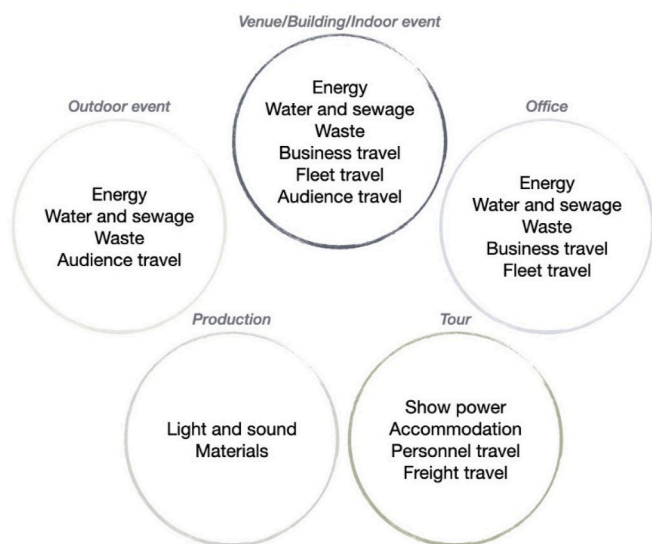 Venue/Building/Indoor event
Energy
Water and sewage
Waste
Business travel
Fleet travel
Audience travel
Outdoor event
Energy
Water and sewage
Waste
Audience travel
Office
Energy
Water and sewage
Waste
Business travel
Fleet travel
Production
Light and sound
Materials
Tour
Show power
Accommodation
Personnel travel
Freight travel